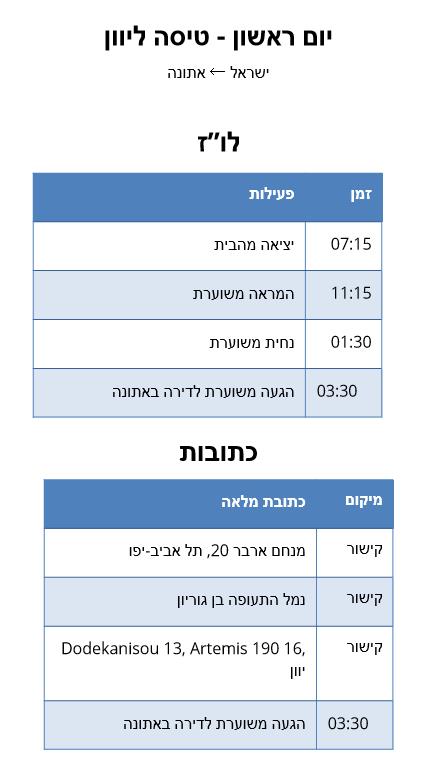 יום ראשון - טיסה ליוון
ישראל ← אתונה
לו״ז
זמן פעילות
07:15 יציאה מהבית
11:15 המראה משוערת
01:30 נחית משוערת
03:30 הגעה משוערת לדירה באתונה
כתובות
מיקום כתובת מלאה
קישור מנחם ארבר 20, תל אביב-יפו
קישור נמל התעופה בן גוריון
קישור Dodekanisou 13, Artemis 190 16,
יוון
03:30 הגעה משוערת לדירה באתונה